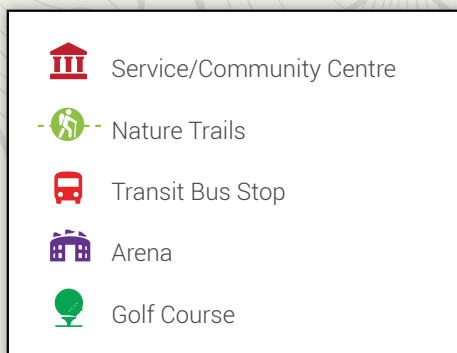 Service/Community Centre
Nature Trails
Transit Bus Stop
Arena
Golf Course